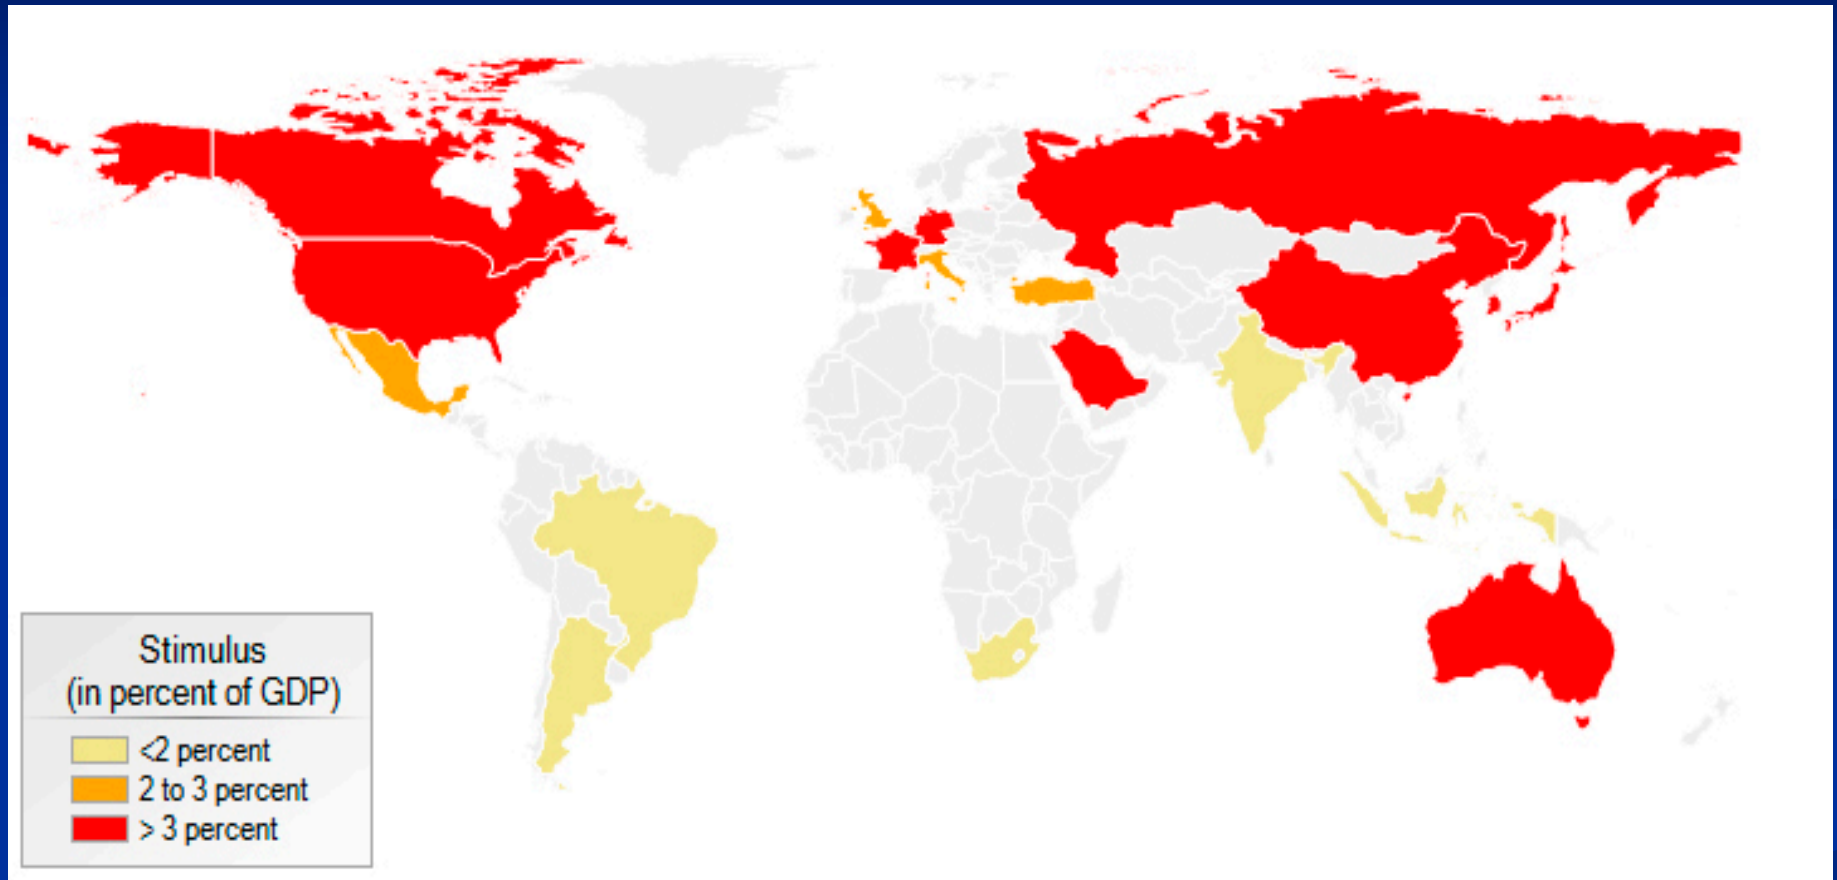 Stimulus
(in percent of GDP)
<2 percent
2 to 3 percent
> 3 percent